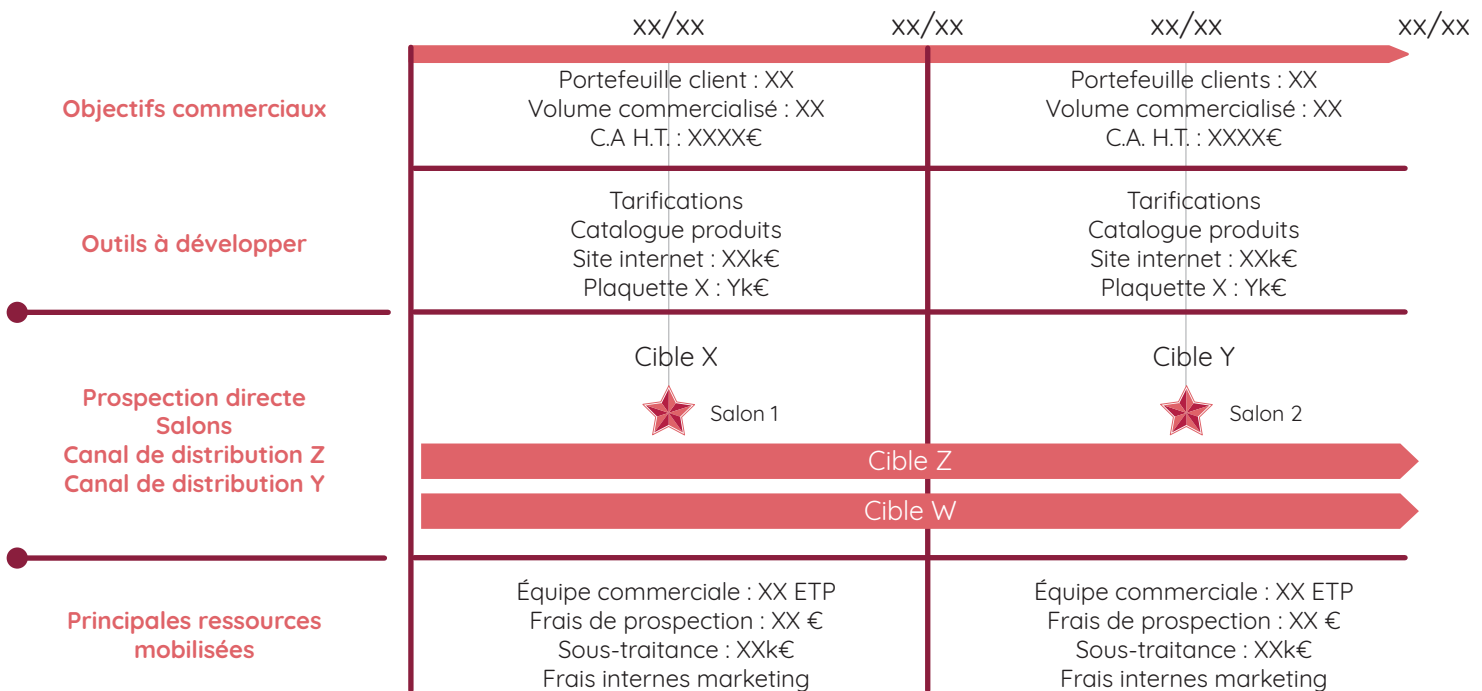 xx/xx
xx/xx
xx/xx
xx/xx
Objectifs commerciaux
Portefeuille client : XX
Volume commercialisé : XX
C.A H.T. : XXXX€
Portefeuille clients : XX
Volume commercialisé : XX
C.A. H.T. : XXXX€
Outils à développer
Tarifications
Catalogue produits
Site internet : XXk€
Plaquette X : Yk€
Tarifications
Catalogue produits
Site internet : XXk€
Plaquette X : Yk€
Prospection directe
Salons
Canal de distribution Z
Canal de distribution Y
Cible X
Salon 1
Cible Y
Salon 2
Cible Z
Cible W
Principales ressources
mobilisées
Équipe commerciale : XX ETP
Frais de prospection : XX €
Sous-traitance : XXk€
Frais internes marketing
Équipe commerciale : XX ETP
Frais de prospection : XX €
Sous-traitance : XXk€
Frais internes marketing